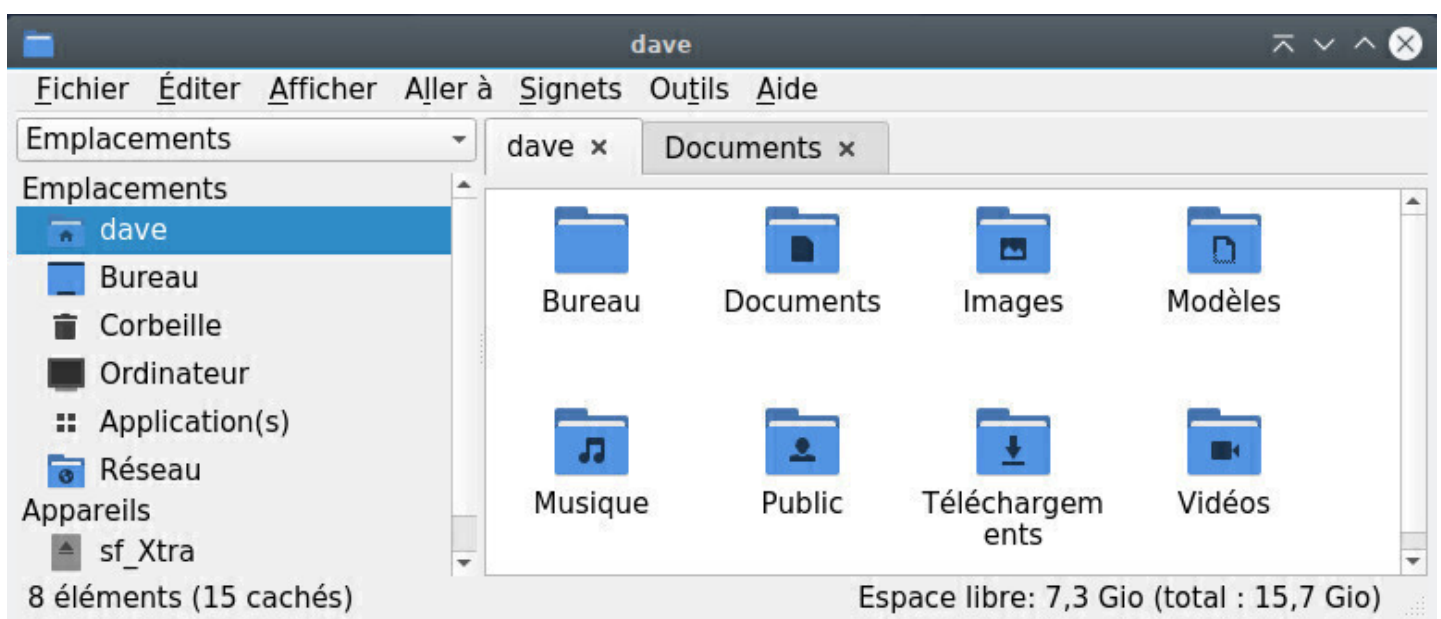 dave
Fichier Éditer Afficher Aller à Signets Outils Aide
Emplacements
dave
Documents
Emplacements
dave
Bureau
Corbeille
Ordinateur
Application(s)
Réseau
Appareils
sf_Xtra
Bureau Documents Images Modèles
Musique Public Téléchargem Vidéos
ents
8 éléments (15 cachés) Espace libre: 7,3 Gio (total : 15,7 Gio)